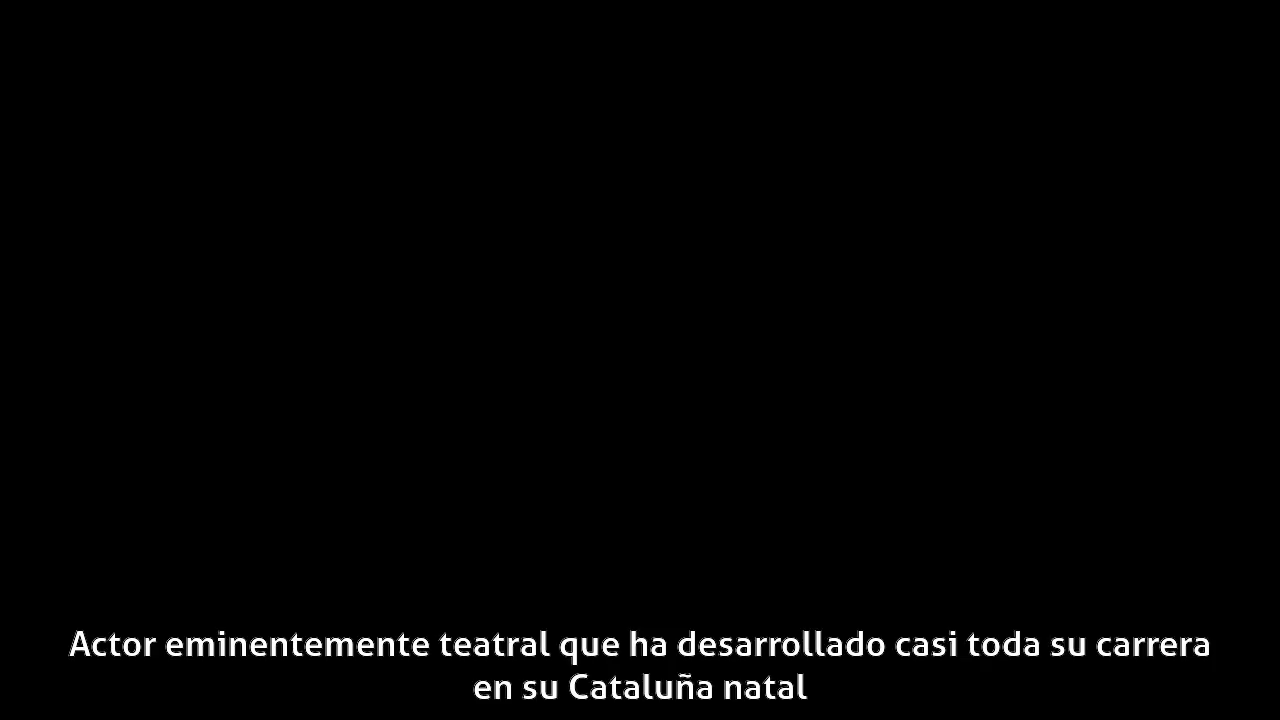 Actor eminentemente teatral que ha desarrollado casi toda su carrera
en su Cataluña natal